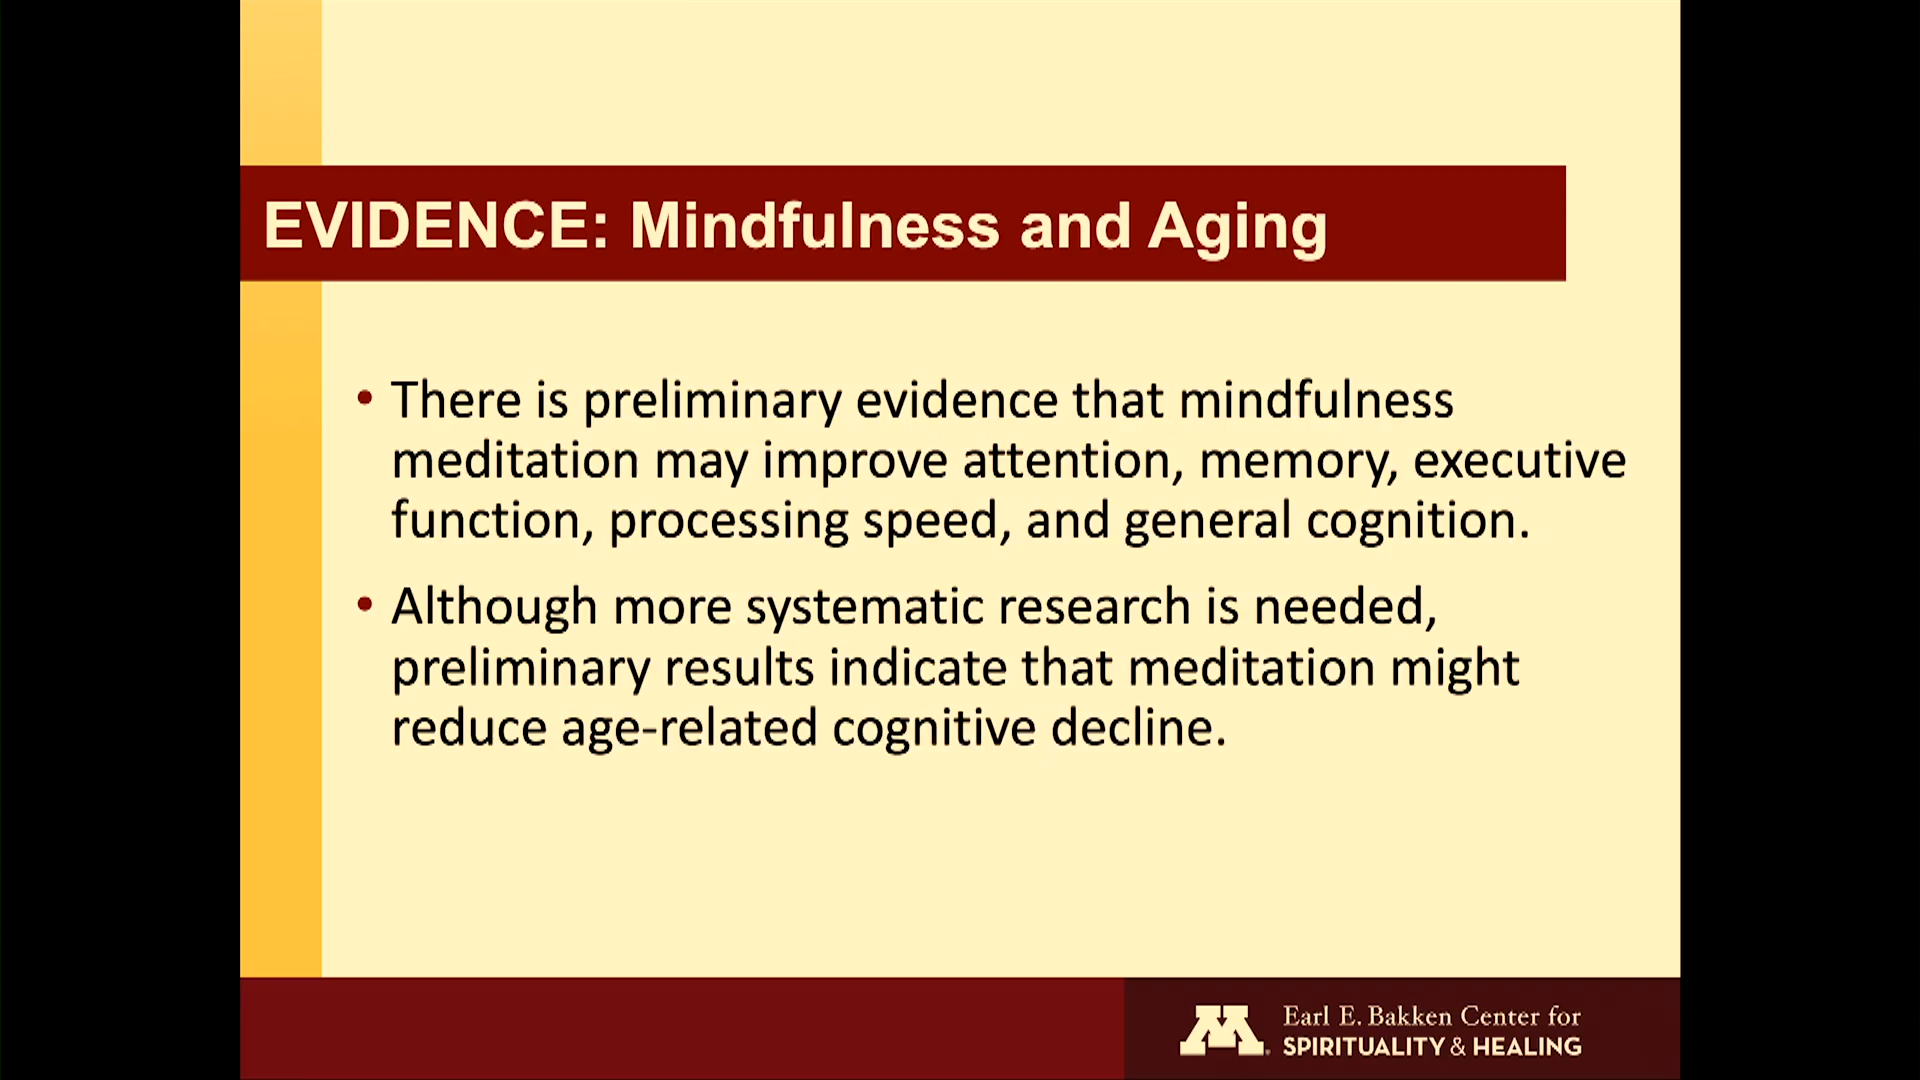 EVIDENCE: Mindfulness and Aging
• There is preliminary evidence that mindfulness
meditation may improve attention, memory, executive
function, processing speed, and general cognition.
• Although more systematic research is needed,
preliminary results indicate that meditation might
reduce age-related cognitive decline.
M
Earl E. Bakken Center for
SPIRITUALITY & HEALING